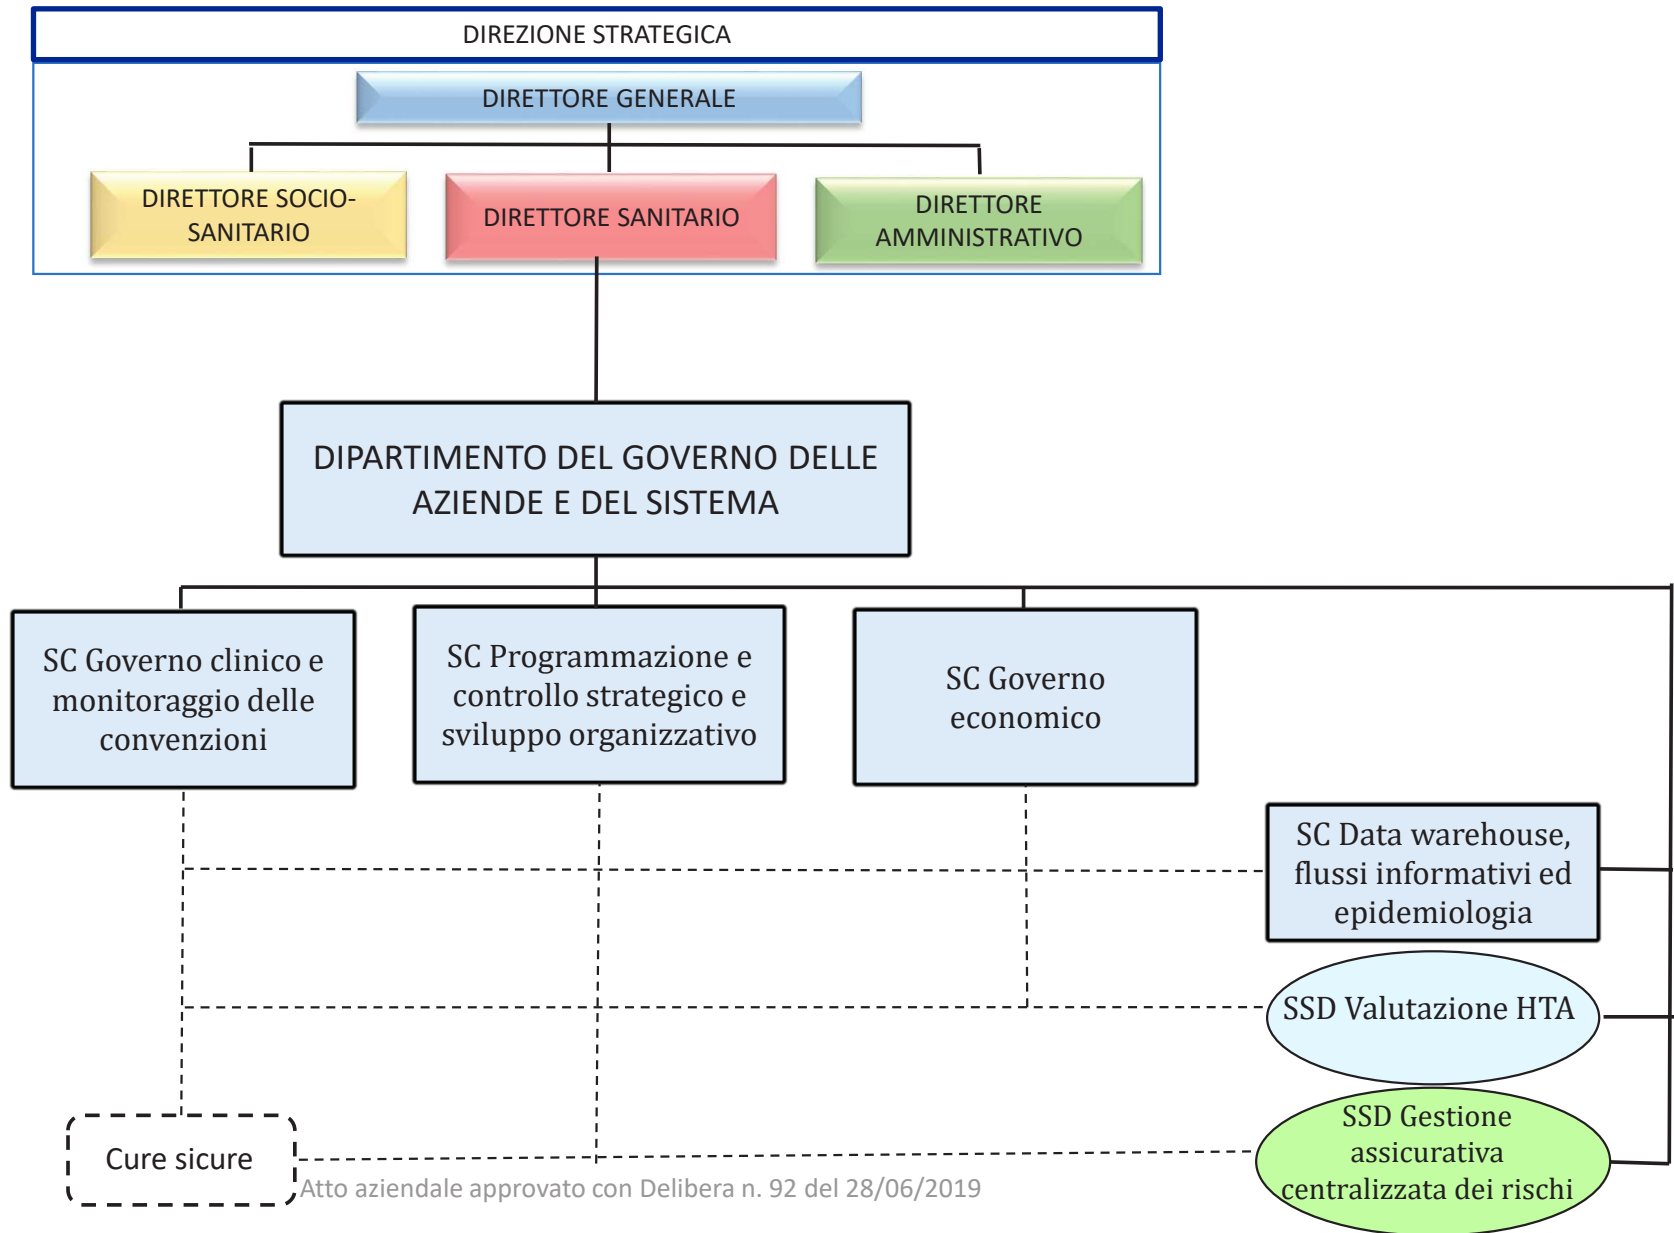 DIREZIONE STRATEGICA
DIRETTORE GENERALE
DIRETTORE SOCIO-
SANITARIO
DIRETTORE SANITARIO
DIRETTORE
AMMINISTRATIVO
DIPARTIMENTO DEL GOVERNO DELLE
AZIENDE E DEL SISTEMA
SC Governo clinico e
monitoraggio delle
convenzioni
SC Programmazione e
controllo strategico e
sviluppo organizzativo
SC Governo
economico
SC Data warehouse,
flussi informativi ed
epidemiologia
SSD Valutazione HTA
SSD Gestione
assicurativa
centralizzata dei rischi
Cure sicure
Atto aziendale approvato con Delibera n. 92 del 28/06/2019